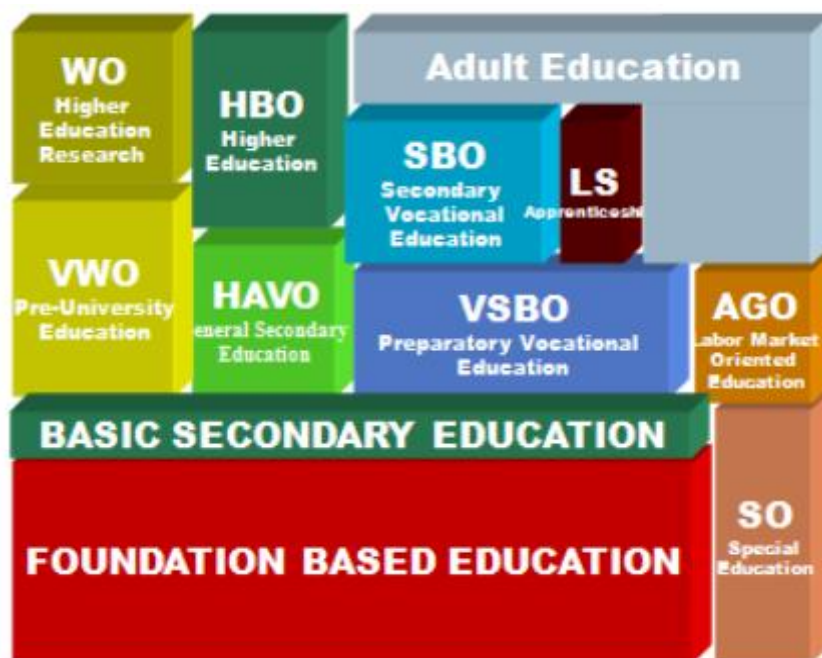 WO
Higher
Education
Research
HBO
Higher
Education
Adult Education
SBO
Secondary
Vocational
Education
LS
Apprenticeshi
VWO
Pre-University
Education
HAVO
eneral Secondary
Education
VSBO
Preparatory Vocational
Education
AGO
Labor Market
Oriented
Education
BASIC SECONDARY EDUCATION
FOUNDATION BASED EDUCATION
SO
Special
Education